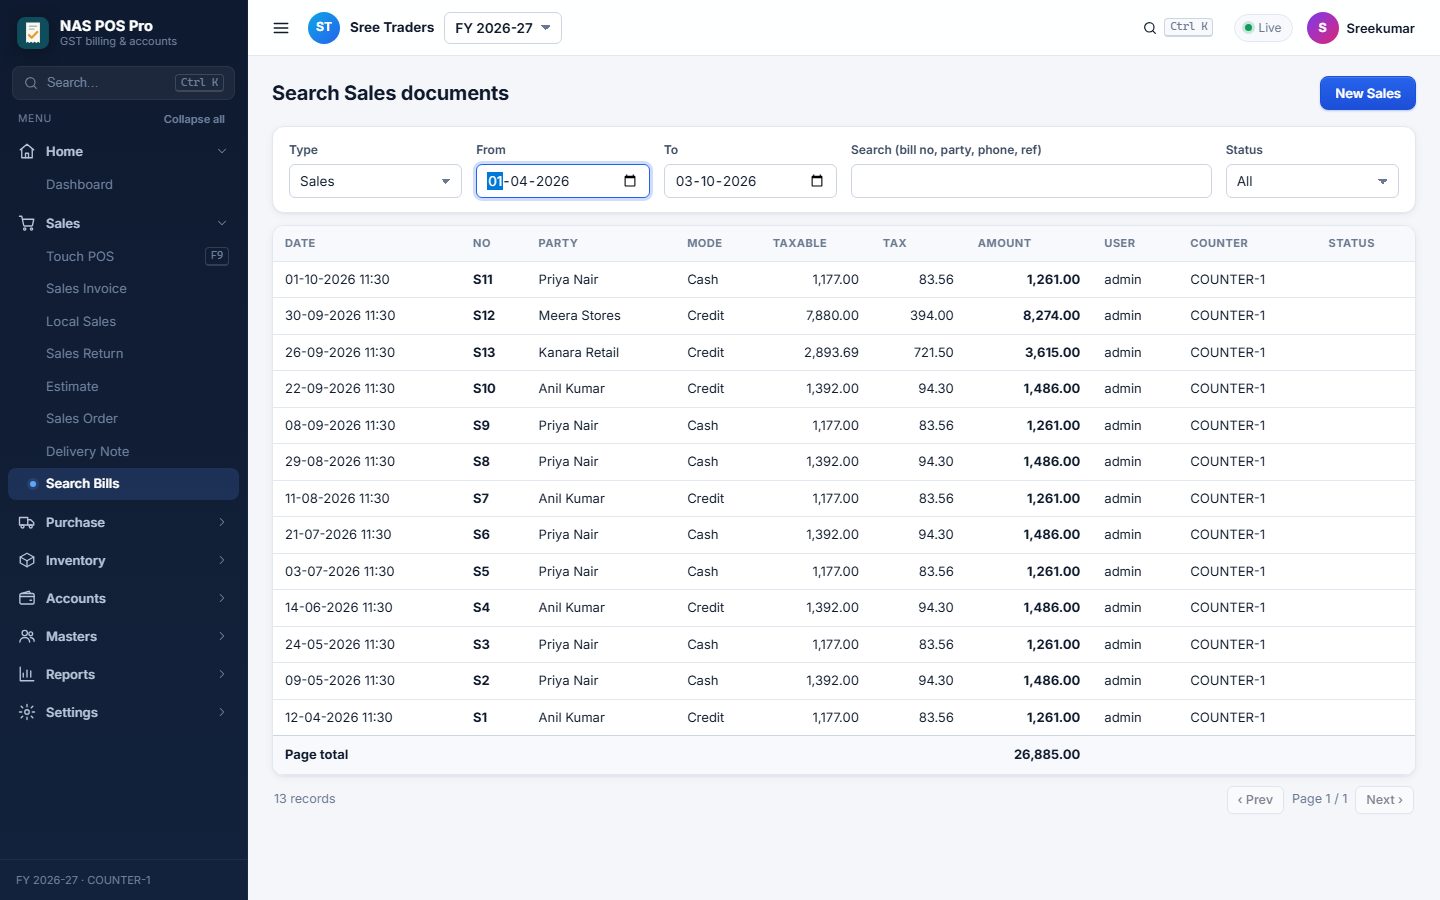 NAS POS Pro
GST billing & accounts
Search... Ctrl K
MENU Collapse all
Home
Dashboard
Sales
Touch POS F9
Sales Invoice
Local Sales
Sales Return
Estimate
Sales Order
Delivery Note
Search Bills
Purchase
Inventory
Accounts
Masters
Reports
Settings
FY 2026-27 · COUNTER-1
ST Sree Traders FY 2026-27 Ctrl K Live S Sreekumar
Search Sales documents New Sales
Type From To Search (bill no, party, phone, ref) Status
Sales 01-04-2026 03-10-2026 All
DATE NO PARTY MODE TAXABLE TAX AMOUNT USER COUNTER STATUS
01-10-2026 11:30 S11 Priya Nair Cash 1,177.00 83.56 1,261.00 admin COUNTER-1
30-09-2026 11:30 S12 Meera Stores Credit 7,880.00 394.00 8,274.00 admin COUNTER-1
26-09-2026 11:30 S13 Kanara Retail Credit 2,893.69 721.50 3,615.00 admin COUNTER-1
22-09-2026 11:30 S10 Anil Kumar Credit 1,392.00 94.30 1,486.00 admin COUNTER-1
08-09-2026 11:30 S9 Priya Nair Cash 1,177.00 83.56 1,261.00 admin COUNTER-1
29-08-2026 11:30 S8 Priya Nair Cash 1,392.00 94.30 1,486.00 admin COUNTER-1
11-08-2026 11:30 S7 Anil Kumar Credit 1,177.00 83.56 1,261.00 admin COUNTER-1
21-07-2026 11:30 S6 Priya Nair Cash 1,392.00 94.30 1,486.00 admin COUNTER-1
03-07-2026 11:30 S5 Priya Nair Cash 1,177.00 83.56 1,261.00 admin COUNTER-1
14-06-2026 11:30 S4 Anil Kumar Credit 1,392.00 94.30 1,486.00 admin COUNTER-1
24-05-2026 11:30 S3 Priya Nair Cash 1,177.00 83.56 1,261.00 admin COUNTER-1
09-05-2026 11:30 S2 Priya Nair Cash 1,392.00 94.30 1,486.00 admin COUNTER-1
12-04-2026 11:30 S1 Anil Kumar Credit 1,177.00 83.56 1,261.00 admin COUNTER-1
Page total 26,885.00
13 records ‹ Prev Page 1 / 1 Next ›